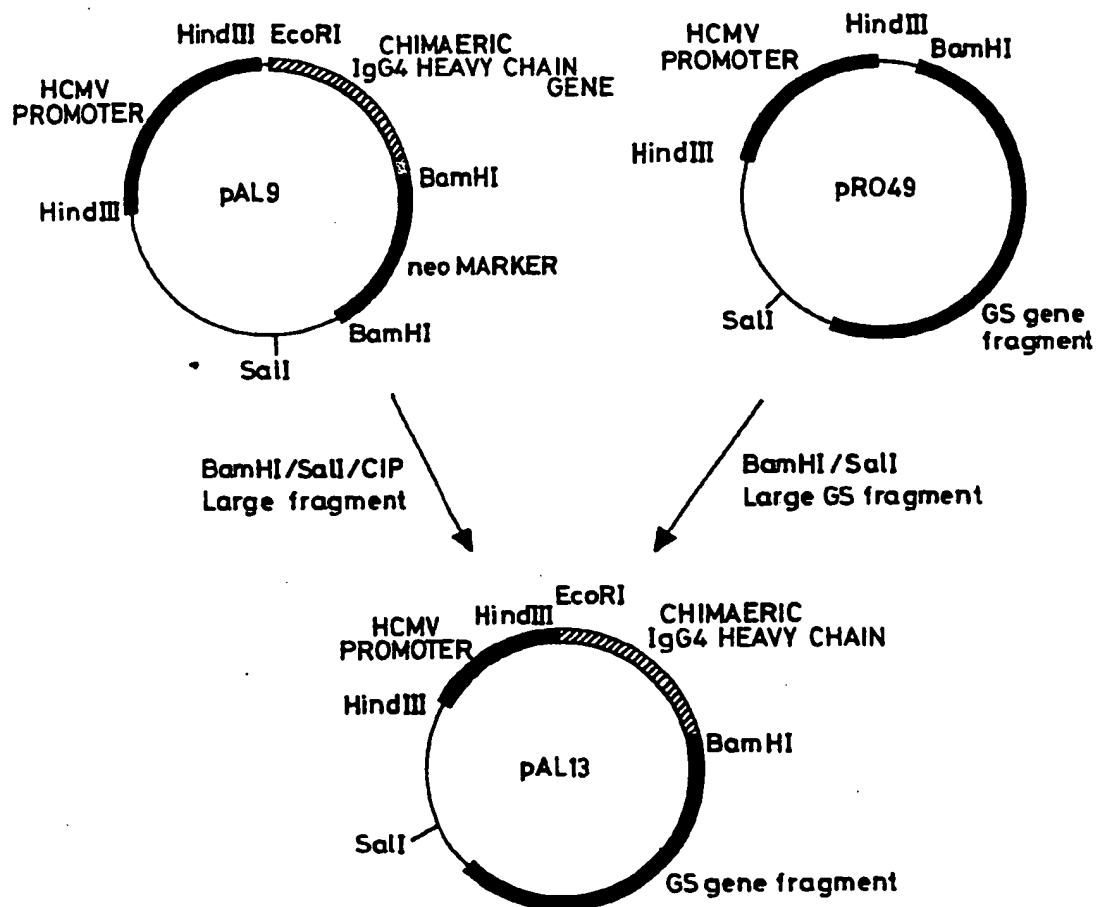 HindIII EcoRI
CHIMAERIC
IgG4 HEAVY CHAIN
GENE
HCMV
PROMOTER
HindIII
pAL9
BamHI
neo MARKER
BamHI
SalI
HCMV
PROMOTER
HindIII
BamHI
HindIII
pRO49
SalI
GS gene
fragment
BamHI/SalI/CIP
Large fragment
BamHI/SalI
Large GS fragment
HCMV
PROMOTER
HindIII
EcoRI
CHIMAERIC
IgG4 HEAVY CHAIN
HindIII
BamHI
pAL13
SalI
GS gene fragment